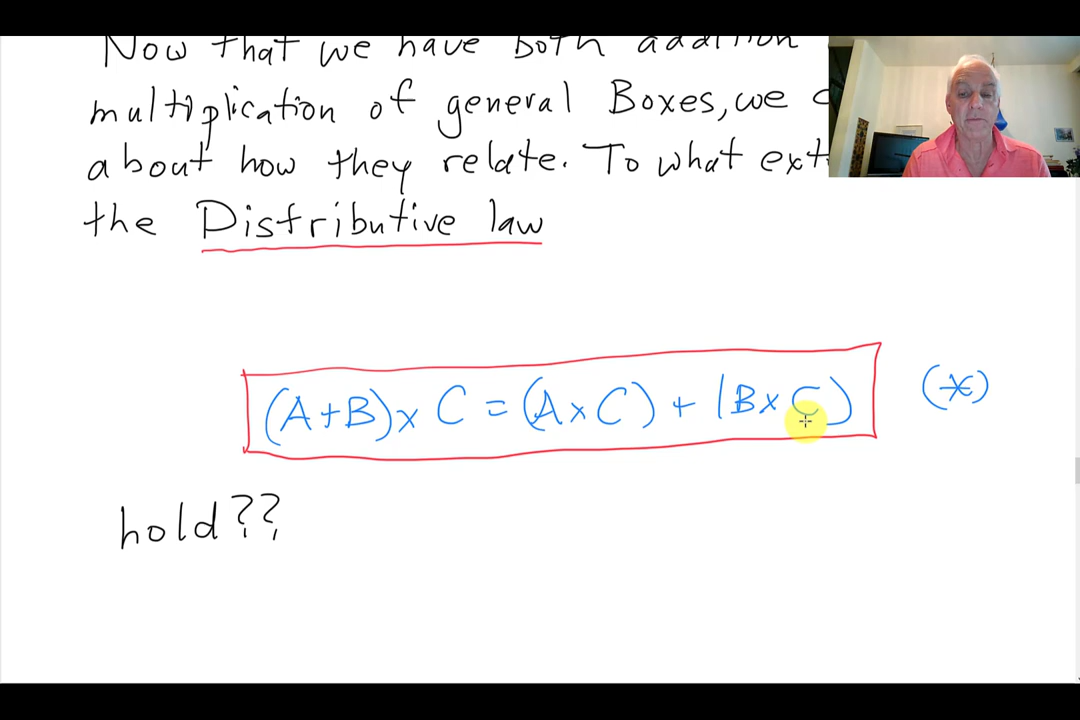 Now that we have both addition
multiplication of general Boxes, we
about how they relate. To what
the Distributive law
(A+B)× C = (A × C) + (B × C) (*)
hold??